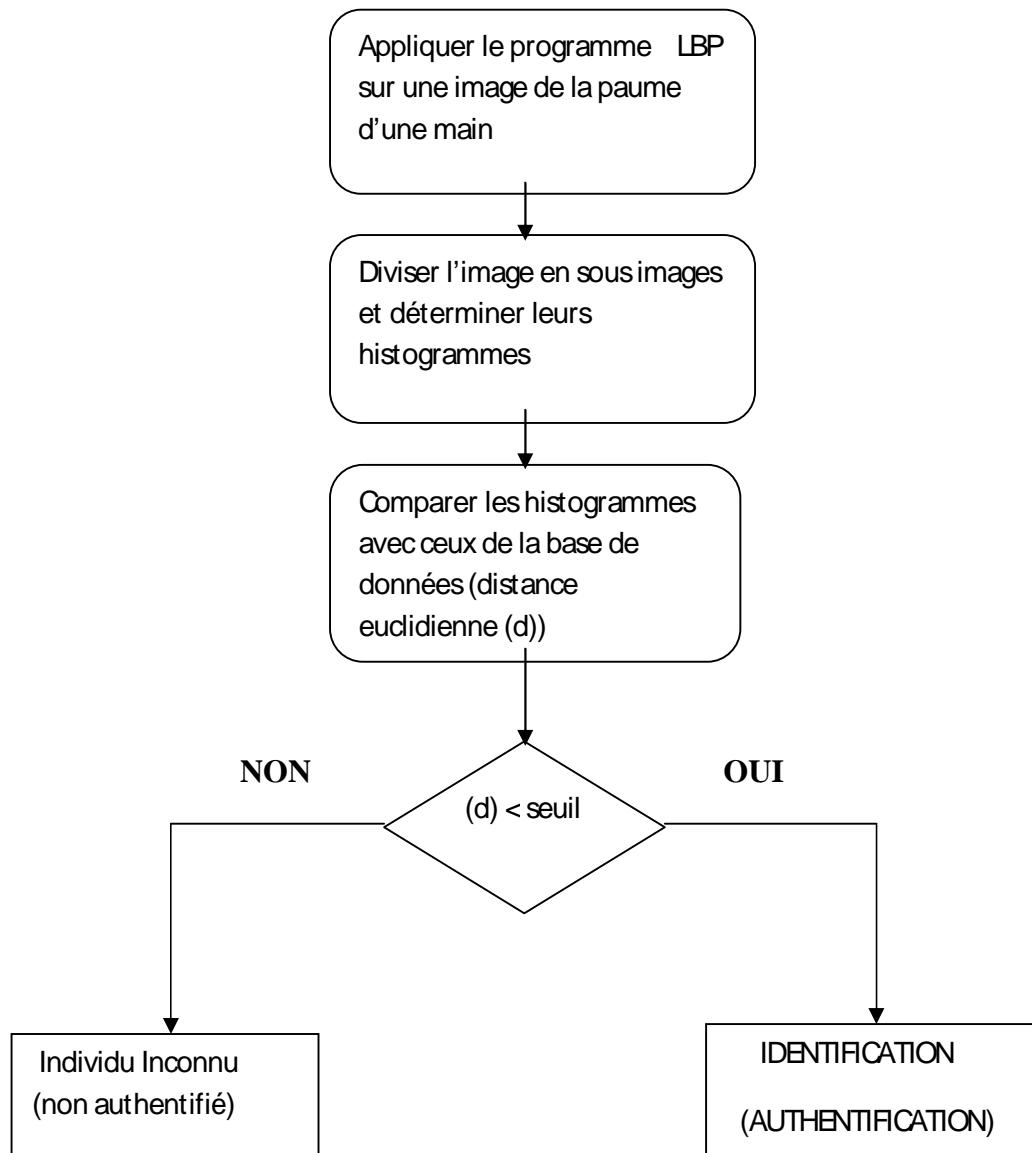 Appliquer le programme LBP
sur une image de la paume
d'une main
Diviser l'image en sous images
et déterminer leurs
histogrammes
Comparer les histogrammes
avec ceux de la base de
données (distance
euclidienne (d))
NON
OUI
(d) < seuil
Individu Inconnu
(non authentifié)
IDENTIFICATION
(AUTHENTIFICATION)